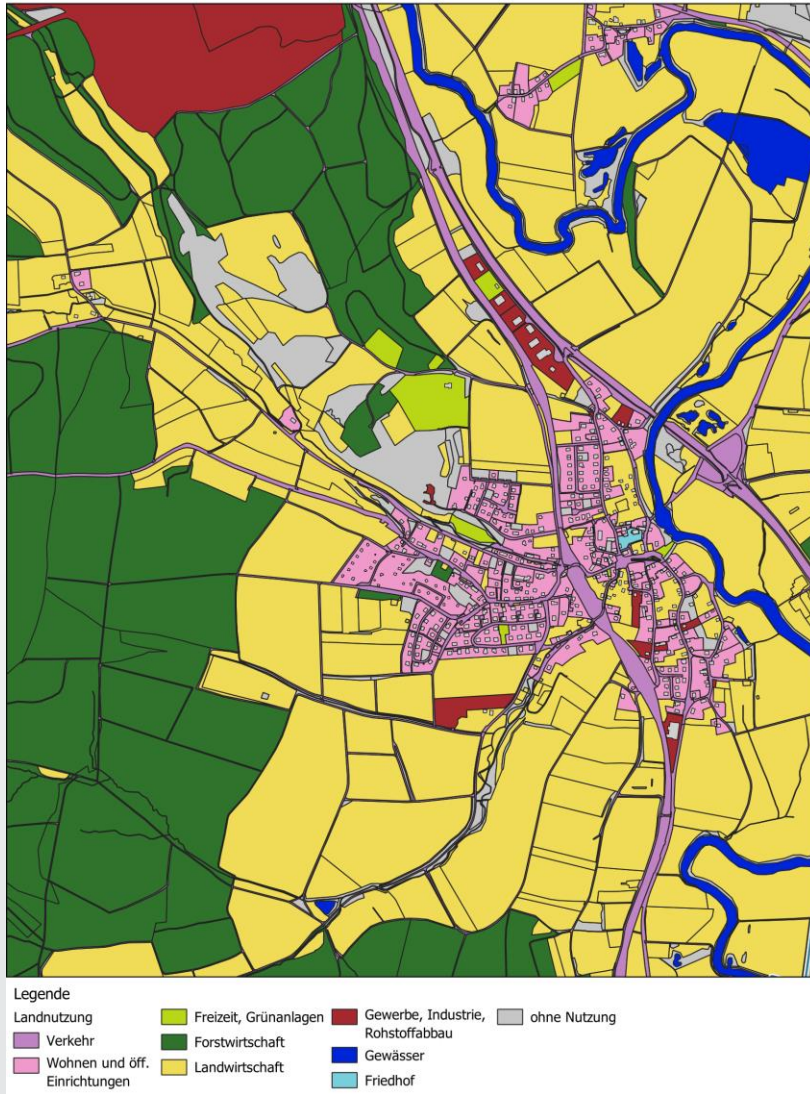 Legende
Landnutzung
Verkehr
Wohnen und öff.
Einrichtungen
Freizeit, Grünanlagen
Forstwirtschaft
Landwirtschaft
Gewerbe, Industrie,
Rohstoffabbau
Gewässer
Friedhof
ohne Nutzung